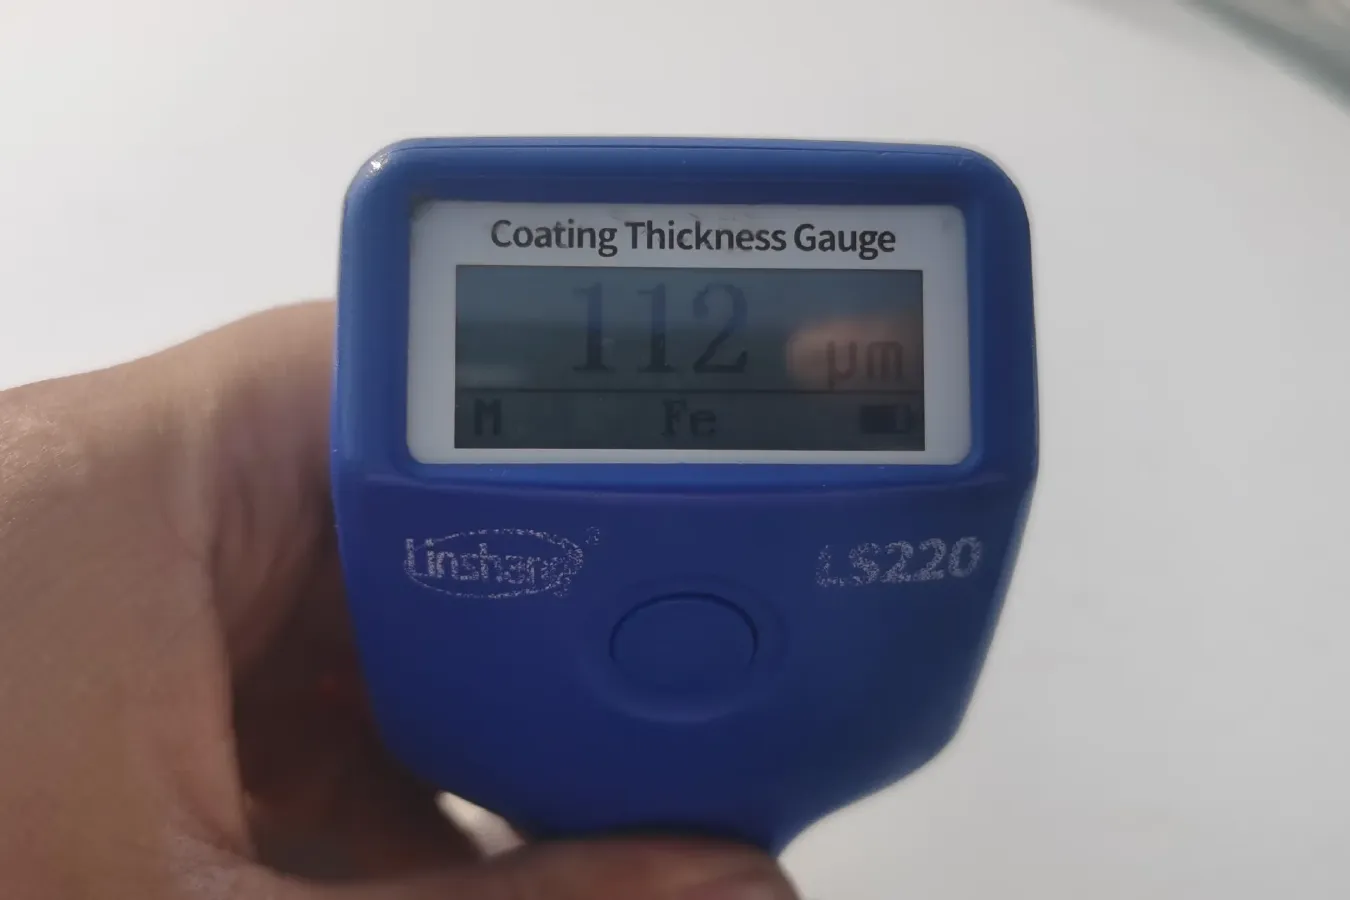 Coating Thickness Gauge
112 μm
M Fe
Linshang
LS220